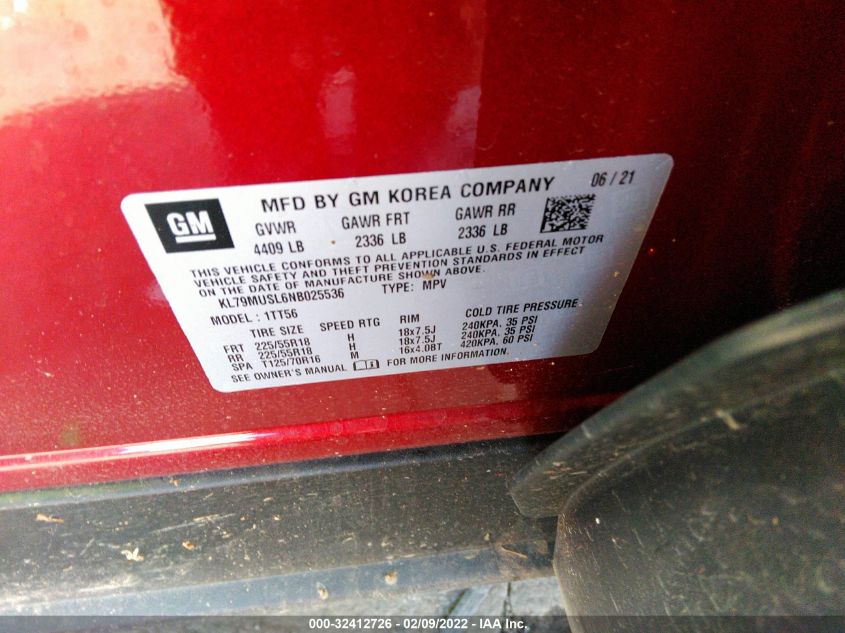 GM
MFD BY GM KOREA COMPANY 06 / 21
GVWR GAWR FRT GAWR RR
4409 LB 2336 LB 2336 LB
THIS VEHICLE CONFORMS TO ALL APPLICABLE U.S. FEDERAL MOTOR
VEHICLE SAFETY AND THEFT PREVENTION STANDARDS IN EFFECT
ON THE DATE OF MANUFACTURE SHOWN ABOVE.
KL79MUSL6NB025536 TYPE: MPV
MODEL: 1TT56
TIRE SIZE SPEED RTG RIM COLD TIRE PRESSURE
FRT 225/55R18 H 18x7.5J 240KPA, 35 PSI
RR 225/55R18 H 18x7.5J 240KPA, 35 PSI
SPA T125/70R16 M 16x4.0BT 420KPA, 60 PSI
SEE OWNER'S MANUAL FOR MORE INFORMATION.
000-32412726 - 02/09/2022 - IAA Inc.